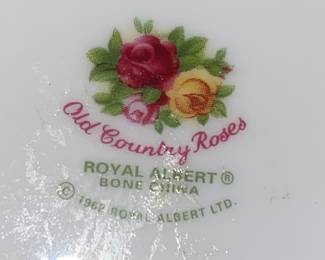 Old Country Roses
ROYAL ALBERT®
BONE CHINA
© 1962 ROYAL ALBERT LTD.